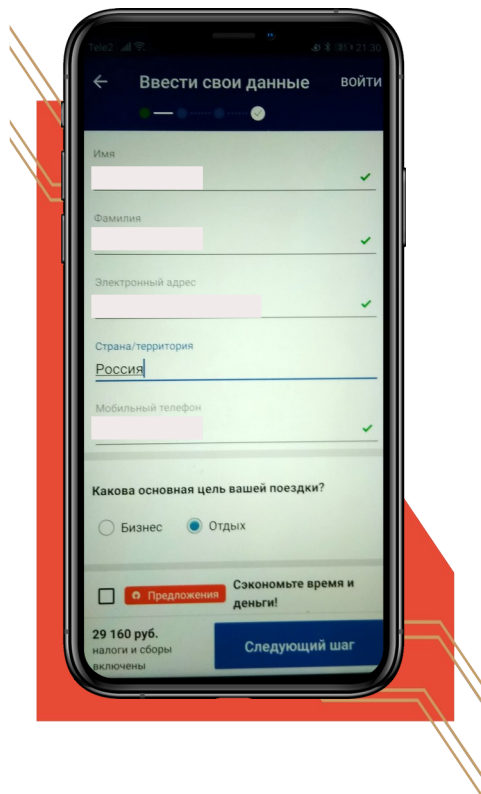 Tele2 21:36
Ввести свои данные
ВОЙТИ
Имя
Фамилия
Электронный адрес
Страна/территория
Россия
Мобильный телефон
Какова основная цель вашей поездки?
Бизнес
Отдых
Предложения
Сэкономьте время и
деньги!
29 160 руб.
налоги и сборы
включены
Следующий шаг